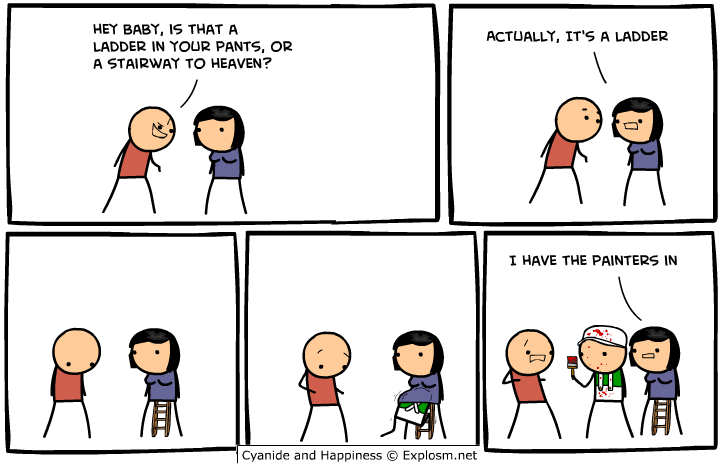 HEY BABY, IS THAT A
LADDER IN YOUR PANTS, OR
A STAIRWAY TO HEAVEN?
ACTUALLY, IT'S A LADDER
I HAVE THE PAINTERS IN
Cyanide and Happiness © Explosm.net